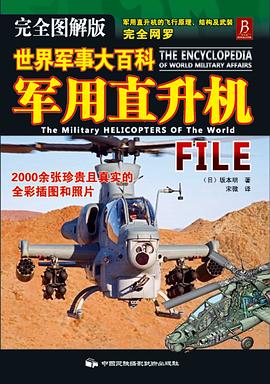 完全图解版
军用直升机的飞行原理、结构及武装
完全网罗
B
世界军事大百科
THE ENCYCLOPEDIA
OF WORLD MILITARY AFFAIRS
军用直升机
The Military HELICOPTERS OF The World
FILE
2000余张珍贵且真实的
全彩插图和照片
(日) 坂本明 著
宋微 译